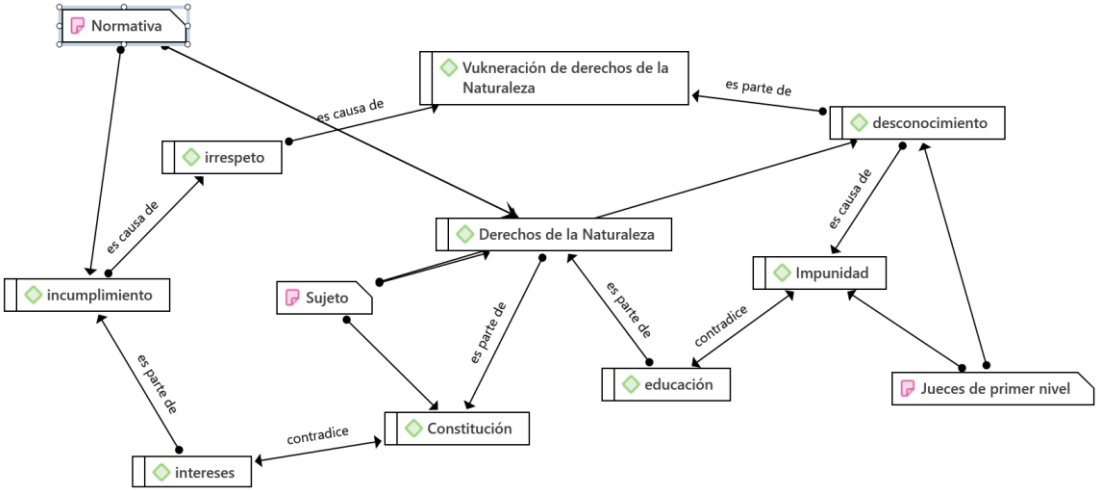 Normativa
Vukneración de derechos de la
Naturaleza
es parte de
es causa de
desconocimiento
irrespeto
es causa de
es causa de
Derechos de la Naturaleza
Impunidad
incumplimiento
Sujeto
es parte de
es parte de
contradice
es parte de
educación
Jueces de primer nivel
Constitución
contradice
intereses